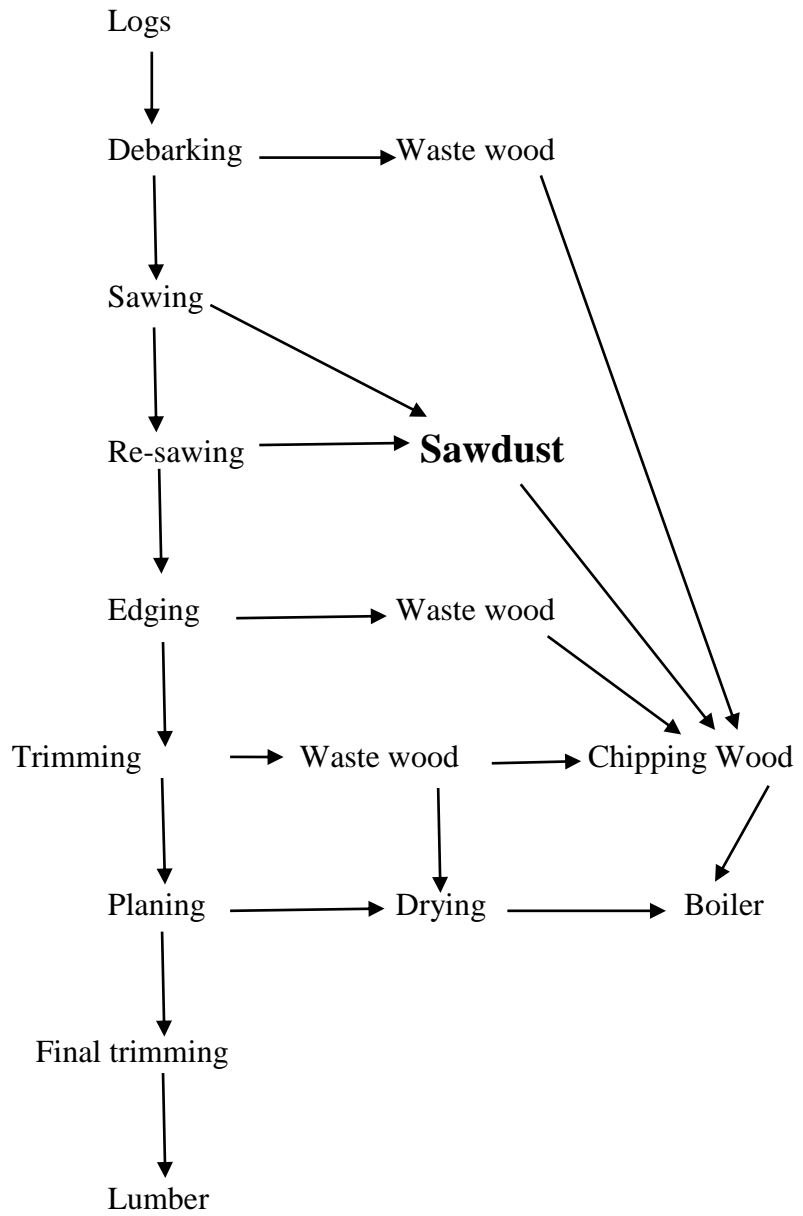 Logs
Debarking Waste wood
Sawing
Re-sawing Sawdust
Edging Waste wood
Trimming Waste wood Chipping Wood
Planing Drying Boiler
Final trimming
Lumber